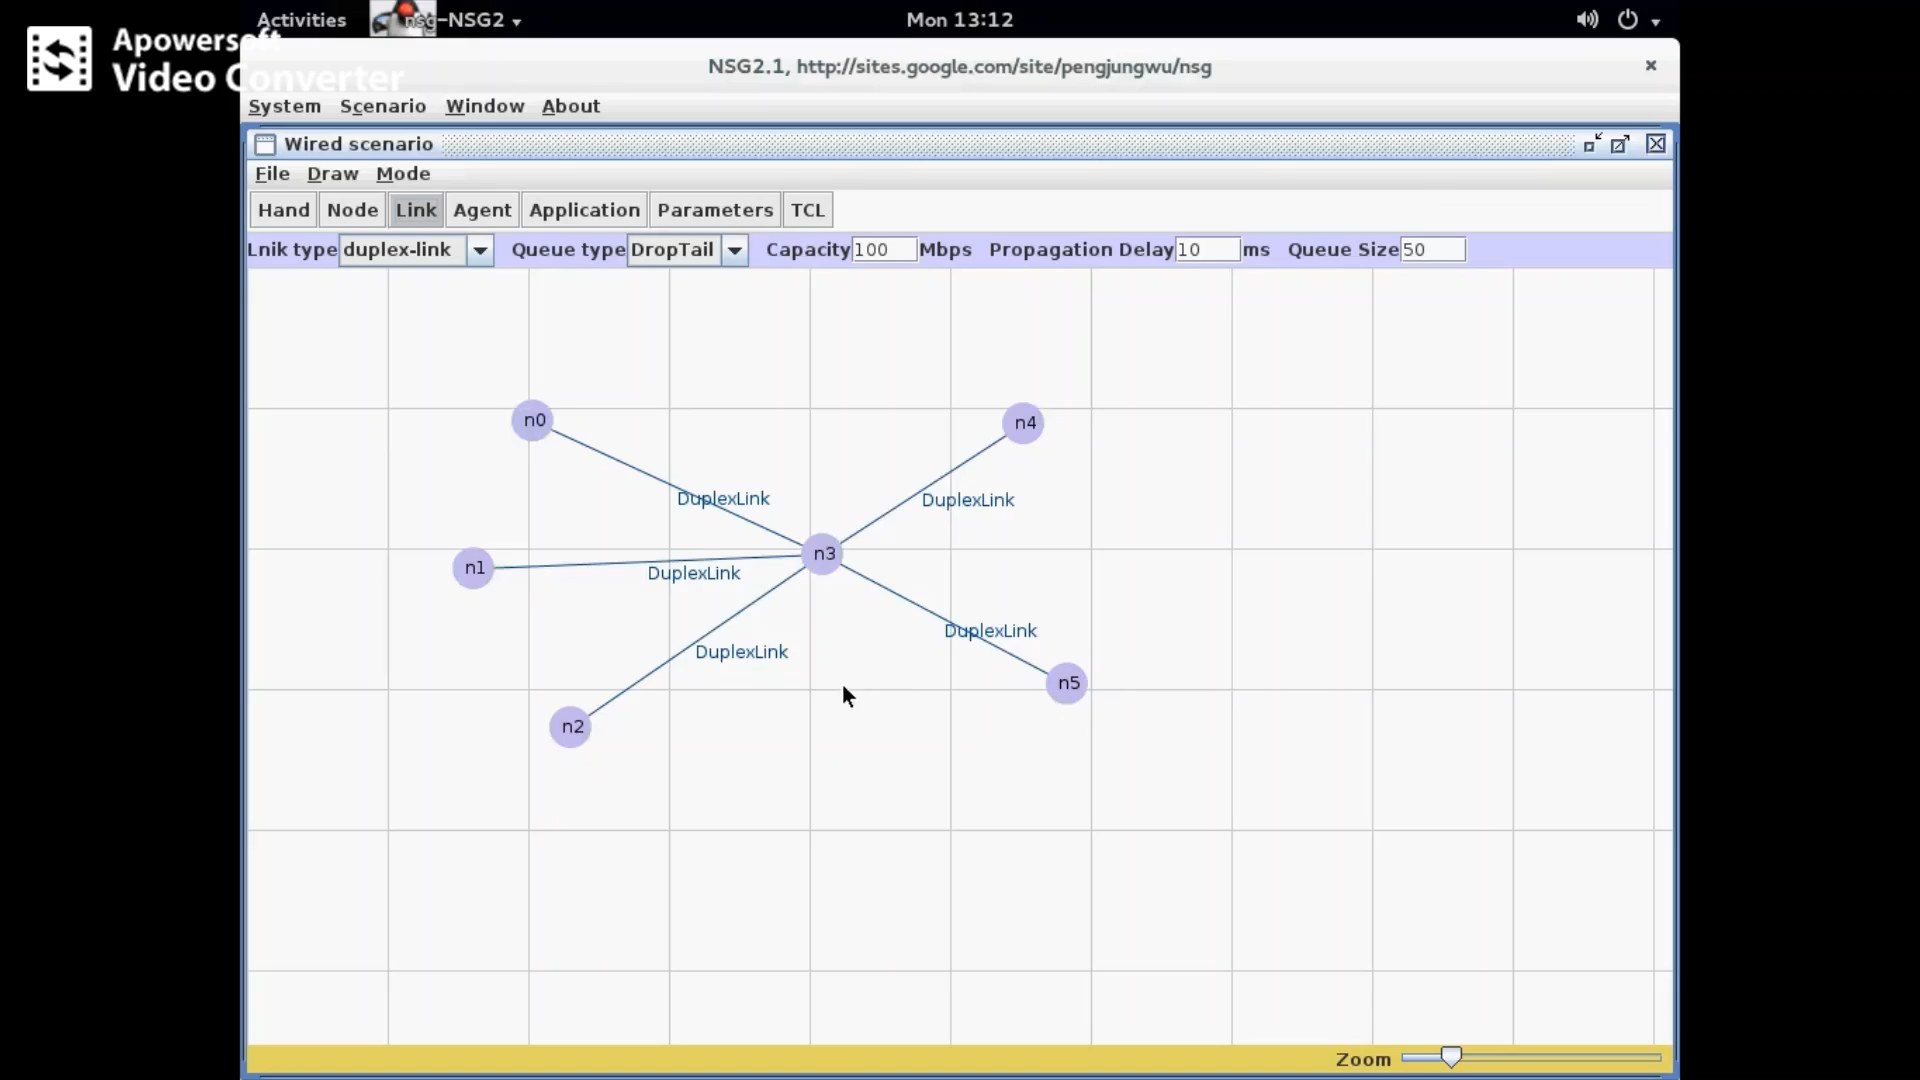 Activities nsg-NSG2 Mon 13:12
Apowersoft
Video Converter
NSG2.1, http://sites.google.com/site/pengjungwu/nsg
System Scenario Window About
Wired scenario
File Draw Mode
Hand Node Link Agent Application Parameters TCL
Lnik type duplex-link Queue type DropTail Capacity 100 Mbps Propagation Delay 10 ms Queue Size 50
n0 n4
DuplexLink DuplexLink
n3
n1
DuplexLink
DuplexLink
DuplexLink
n5
n2
Zoom